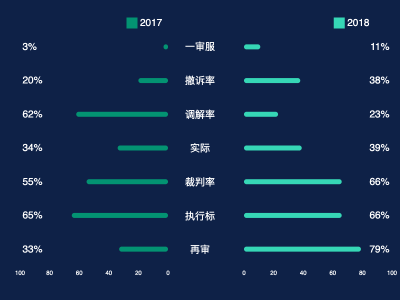 2017 2018
3% 一审服 11%
20% 撤诉率 38%
62% 调解率 23%
34% 实际 39%
55% 裁判率 66%
65% 执行标 66%
33% 再审 79%
100 80 60 40 20 0 0 20 40 60 80 100